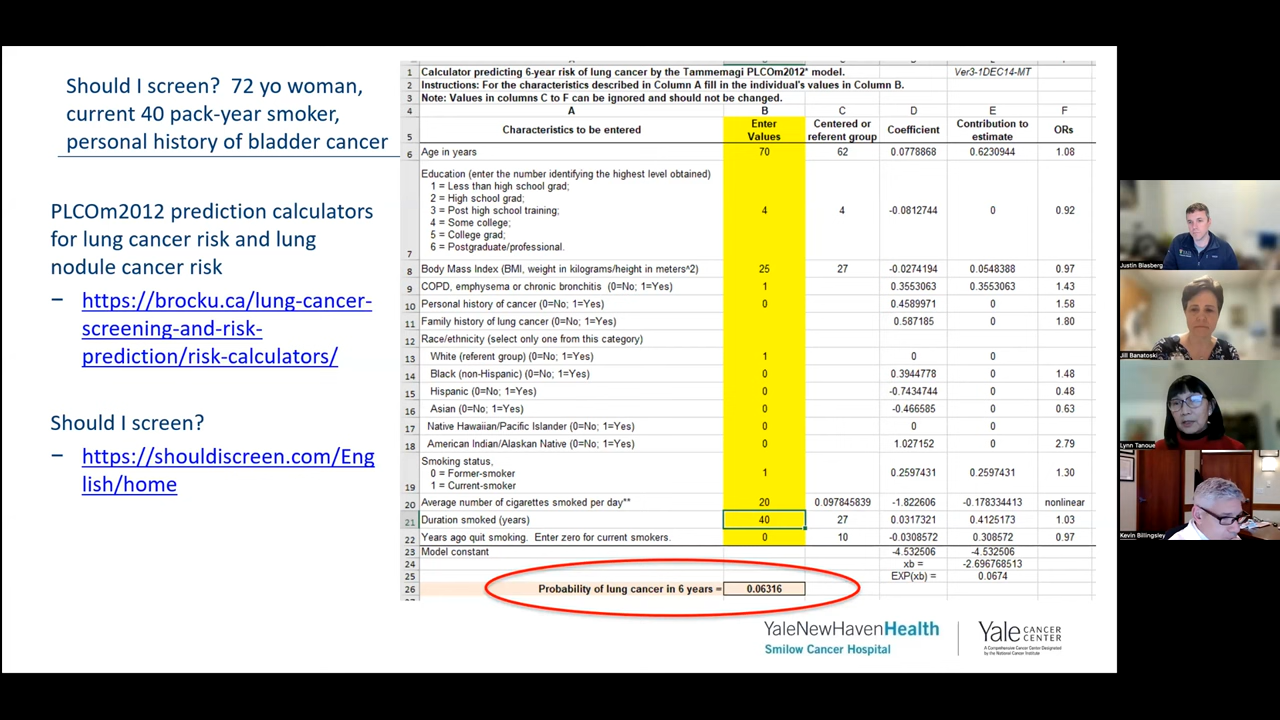 Should I screen? 72 yo woman,
current 40 pack-year smoker,
personal history of bladder cancer
PLCOm2012 prediction calculators
for lung cancer risk and lung
nodule cancer risk
– https://brocku.ca/lung-cancer-
screening-and-risk-
prediction/risk-calculators/
Should I screen?
– https://shouldiscreen.com/Eng
lish/home
1 Calculator predicting 6-year risk of lung cancer by the Tammemagi PLCOm2012* model. Ver3-1DEC14-MT
2 Instructions: For the characteristics described in Column A fill in the individual's values in Column B.
3 Note: Values in columns C to F can be ignored and should not be changed.
4 A B C D E F
5 Characteristics to be entered Enter Values Centered or referent group Coefficient Contribution to estimate ORs
6 Age in years 70 62 0.0778868 0.6230944 1.08
Education (enter the number identifying the highest level obtained)
1 = Less than high school grad;
2 = High school grad;
3 = Post high school training;
4 = Some college;
5 = College grad;
6 = Postgraduate/professional.
7 4 4 -0.0812744 0 0.92
8 Body Mass Index (BMI, weight in kilograms/height in meters^2) 25 27 -0.0274194 0.0548388 0.97
9 COPD, emphysema or chronic bronchitis (0=No; 1=Yes) 1 0.3553063 0.3553063 1.43
10 Personal history of cancer (0=No; 1=Yes) 0 0.4589971 0 1.58
11 Family history of lung cancer (0=No; 1=Yes) 0.587185 0 1.80
12 Race/ethnicity (select only one from this category)
13 White (referent group) (0=No; 1=Yes) 1 0 0
14 Black (non-Hispanic) (0=No; 1=Yes) 0 0.3944778 0 1.48
15 Hispanic (0=No; 1=Yes) 0 -0.7434744 0 0.48
16 Asian (0=No; 1=Yes) 0 -0.466585 0 0.63
17 Native Hawaiian/Pacific Islander (0=No; 1=Yes) 0 0 0
18 American Indian/Alaskan Native (0=No; 1=Yes) 0 1.027152 0 2.79
Smoking status,
0 = Former-smoker
1 = Current-smoker
19 1 0.2597431 0.2597431 1.30
20 Average number of cigarettes smoked per day** 20 0.097845839 -1.822606 -0.178334413 nonlinear
21 Duration smoked (years) 40 27 0.0317321 0.4125173 1.03
22 Years ago quit smoking. Enter zero for current smokers. 0 10 -0.0308572 0.308572 0.97
23 Model constant -4.532506 -4.532506
24 xb = -2.696768513
25 EXP(xb) = 0.0674
26 Probability of lung cancer in 6 years = 0.06316
YaleNewHavenHealth
Smilow Cancer Hospital
Yale CANCER CENTER
A Comprehensive Cancer Center Designated
by the National Cancer Institute
Justin Blasberg
Jill Banatoski
Lynn Tanoue
Kevin Billingsley